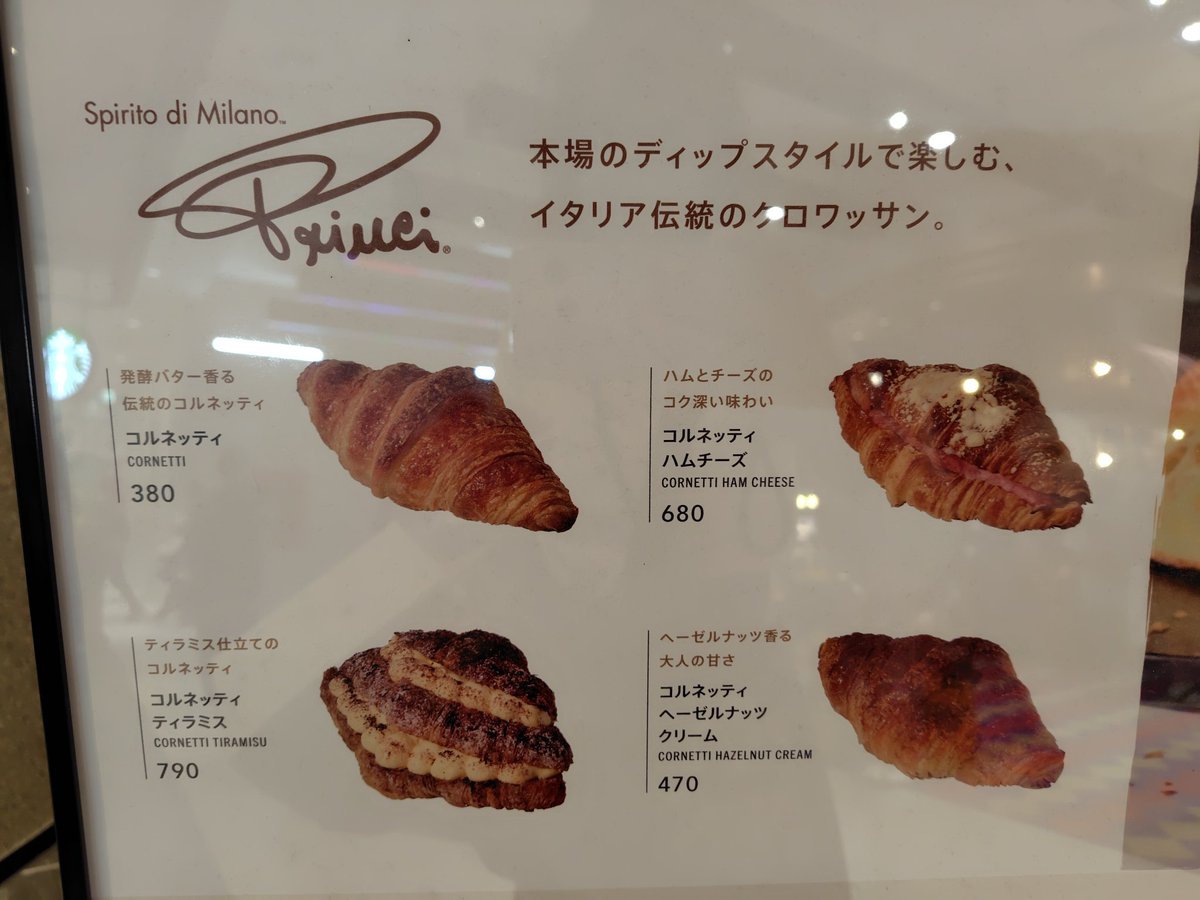 Spirito di Milano™
Princi®
本場のディップスタイルで楽しむ、
イタリア伝統のクロワッサン。
発酵バター香る
伝統のコルネッティ
コルネッティ
CORNETTI
380
ハムとチーズの
コク深い味わい
コルネッティ
ハムチーズ
CORNETTI HAM CHEESE
680
ティラミス仕立ての
コルネッティ
コルネッティ
ティラミス
CORNETTI TIRAMISU
790
ヘーゼルナッツ香る
大人の甘さ
コルネッティ
ヘーゼルナッツ
クリーム
CORNETTI HAZELNUT CREAM
470